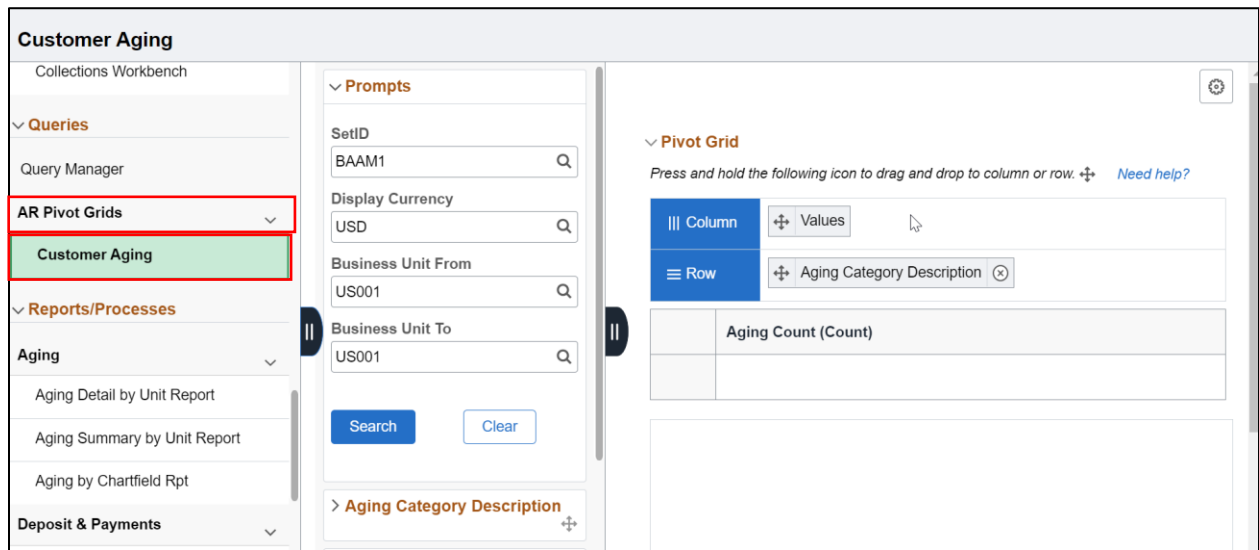 Customer Aging
Collections Workbench
Queries
Query Manager
AR Pivot Grids
Customer Aging
Reports/Processes
Aging
Aging Detail by Unit Report
Aging Summary by Unit Report
Aging by Chartfield Rpt
Deposit & Payments
Prompts
SetID
BAAM1
Display Currency
USD
Business Unit From
US001
Business Unit To
US001
Search Clear
Aging Category Description
Pivot Grid
Press and hold the following icon to drag and drop to column or row. Need help?
Column Values
Row Aging Category Description
Aging Count (Count)